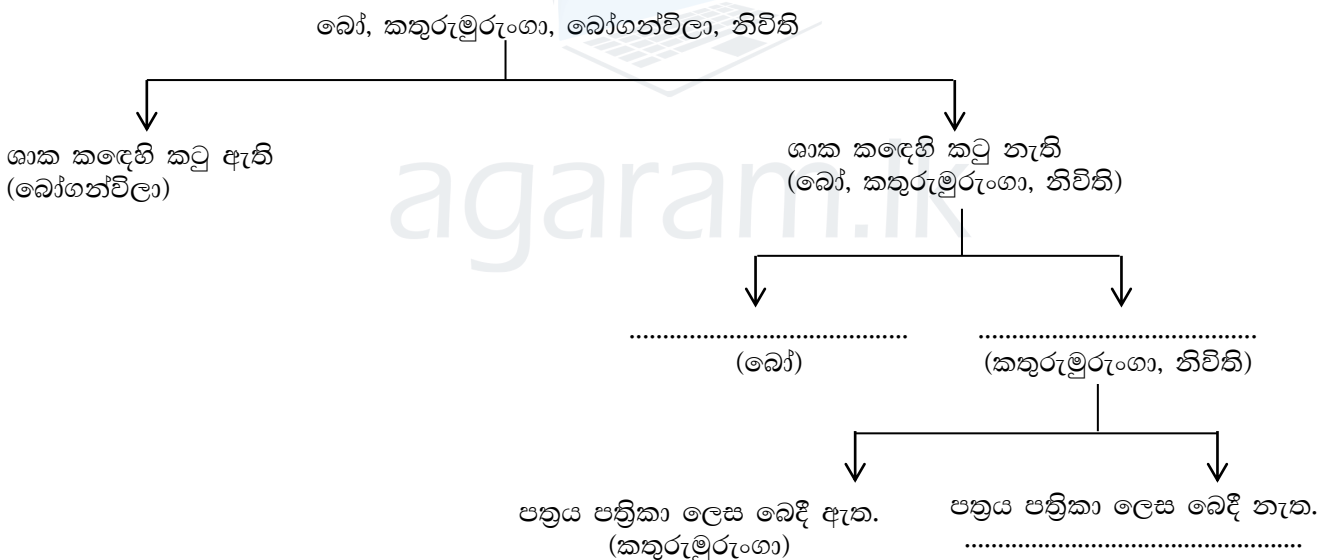 බෝ, කතුරුමුරුංගා, බෝගන්විලා, නිවිති
ශාක කඳෙහි කටු ඇති
(බෝගන්විලා)
ශාක කඳෙහි කටු නැති
(බෝ, කතුරුමුරුංගා, නිවිති)
agaram.lk
..........................................
(බෝ)
..........................................
(කතුරුමුරුංගා, නිවිති)
පත්‍රය පත්‍රිකා ලෙස බෙදී ඇත.
(කතුරුමුරුංගා)
පත්‍රය පත්‍රිකා ලෙස බෙදී නැත.
...................................................